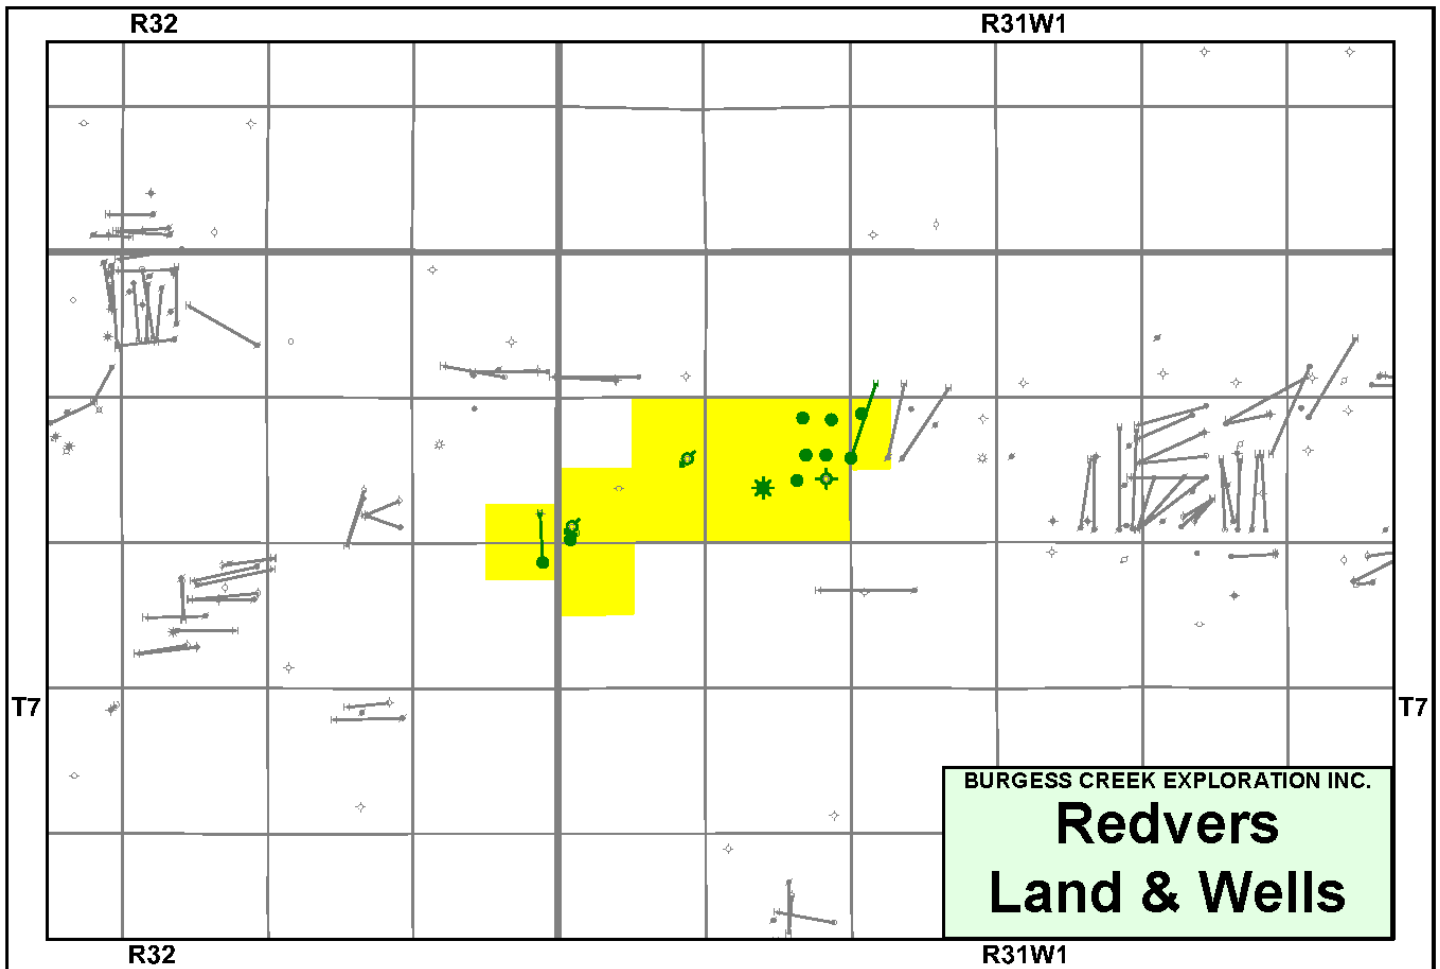 R32 R31W1
T7 T7
BURGESS CREEK EXPLORATION INC.
Redvers
Land & Wells
R32 R31W1